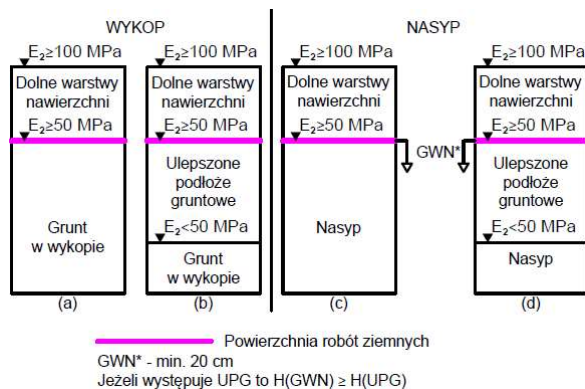 WYKOP
NASYP
E₂≥100 MPa
E₂≥100 MPa
E₂≥100 MPa
E₂≥100 MPa
Dolne warstwy
nawierzchni
Dolne warstwy
nawierzchni
Dolne warstwy
nawierzchni
Dolne warstwy
nawierzchni
E₂≥50 MPa
E₂≥50 MPa
E₂≥50 MPa
E₂≥50 MPa
GWN*
Grunt
w wykopie
Ulepszone
podłoże
gruntowe
E₂<50 MPa
Grunt
w wykopie
Nasyp
Ulepszone
podłoże
gruntowe
E₂<50 MPa
Nasyp
(a)
(b)
(c)
(d)
Powierzchnia robót ziemnych
GWN* - min. 20 cm
Jeżeli występuje UPG to H(GWN) ≥ H(UPG)